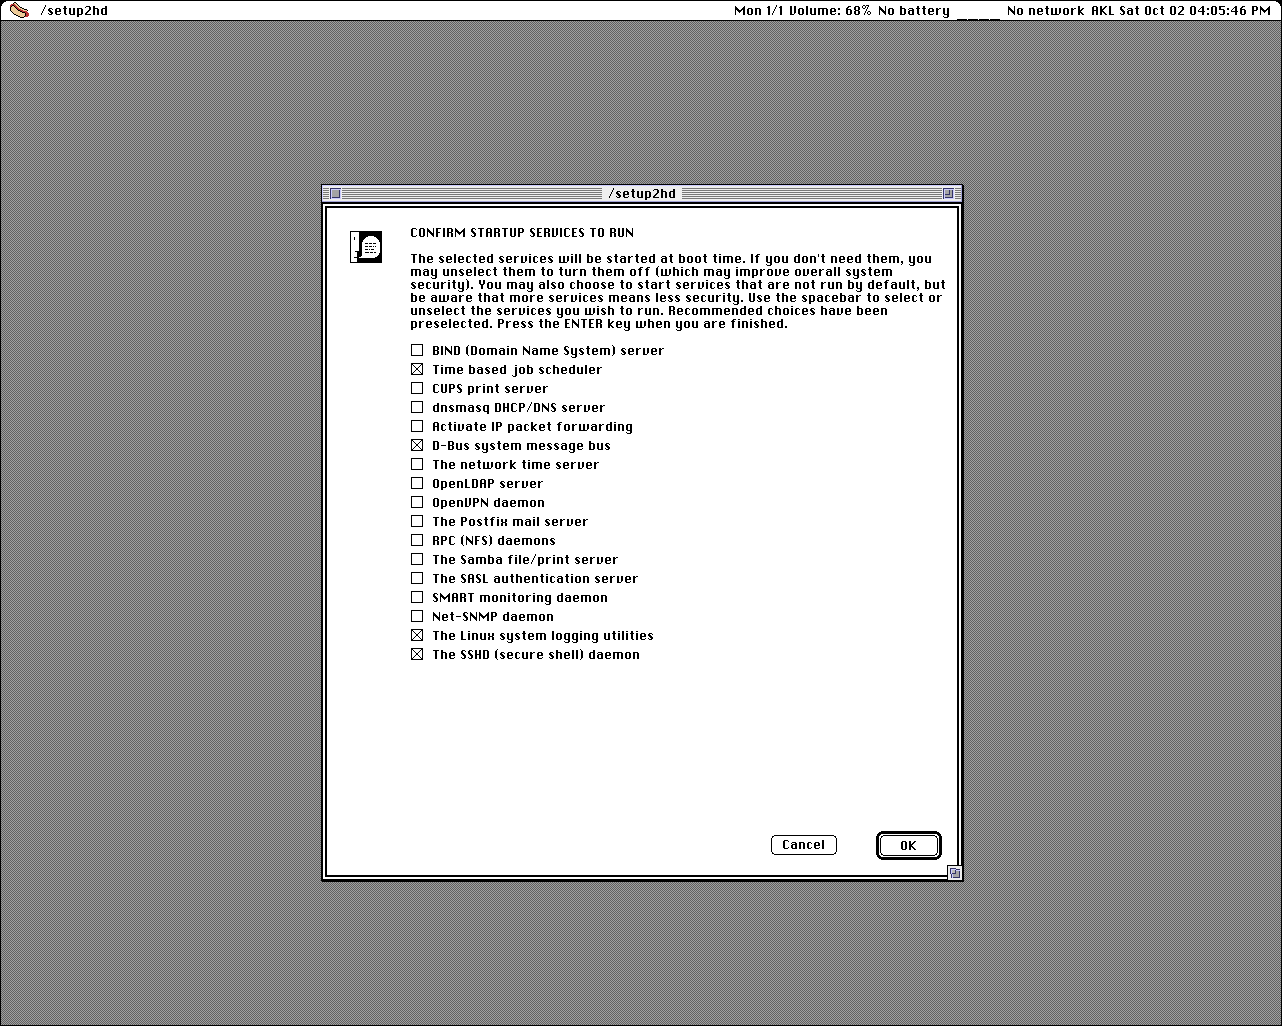 /setup2hd
Mon 1/1 Volume: 68% No battery ____ No network AKL Sat Oct 02 04:05:46 PM
/setup2hd
CONFIRM STARTUP SERVICES TO RUN
The selected services will be started at boot time. If you don't need them, you
may unselect them to turn them off (which may improve overall system
security). You may also choose to start services that are not run by default, but
be aware that more services means less security. Use the spacebar to select or
unselect the services you wish to run. Recommended choices have been
preselected. Press the ENTER key when you are finished.
BIND (Domain Name System) server
Time based job scheduler
CUPS print server
dnsmasq DHCP/DNS server
Activate IP packet forwarding
D-Bus system message bus
The network time server
OpenLDAP server
OpenVPN daemon
The Postfix mail server
RPC (NFS) daemons
The Samba file/print server
The SASL authentication server
SMART monitoring daemon
Net-SNMP daemon
The Linux system logging utilities
The SSHD (secure shell) daemon
Cancel
OK